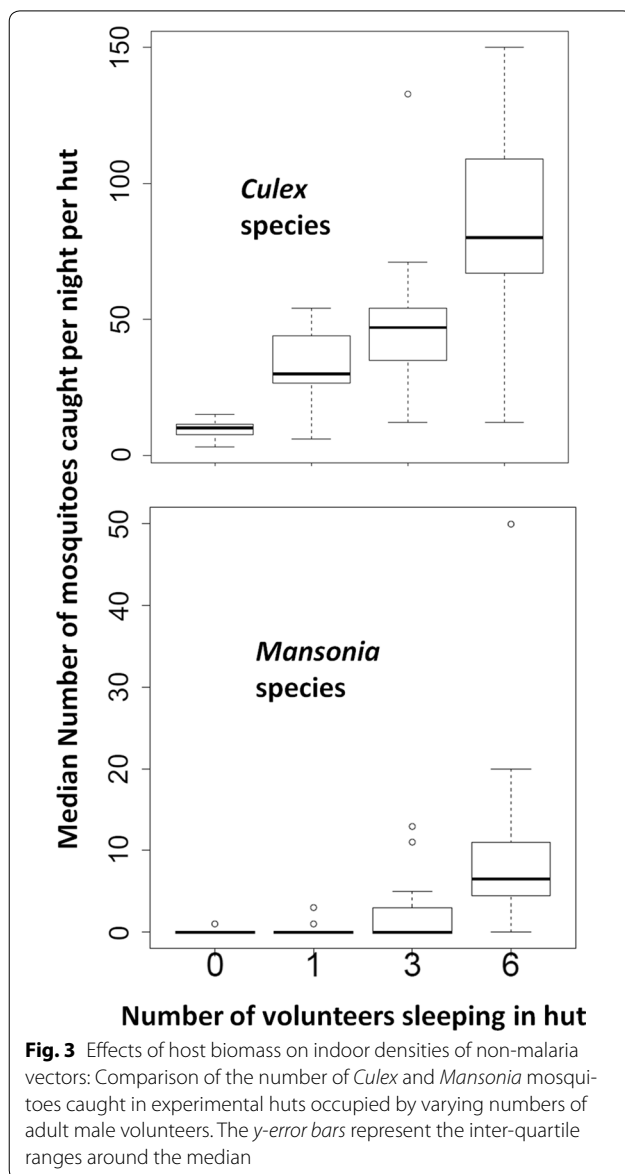 Median Number of mosquitoes caught per night per hut
150
100
50
0
Culex
species
50
40
30
20
10
0
Mansonia
species
0 1 3 6
Number of volunteers sleeping in hut
Fig. 3 Effects of host biomass on indoor densities of non-malaria
vectors: Comparison of the number of Culex and Mansonia mosqui-
toes caught in experimental huts occupied by varying numbers of
adult male volunteers. The y-error bars represent the inter-quartile
ranges around the median